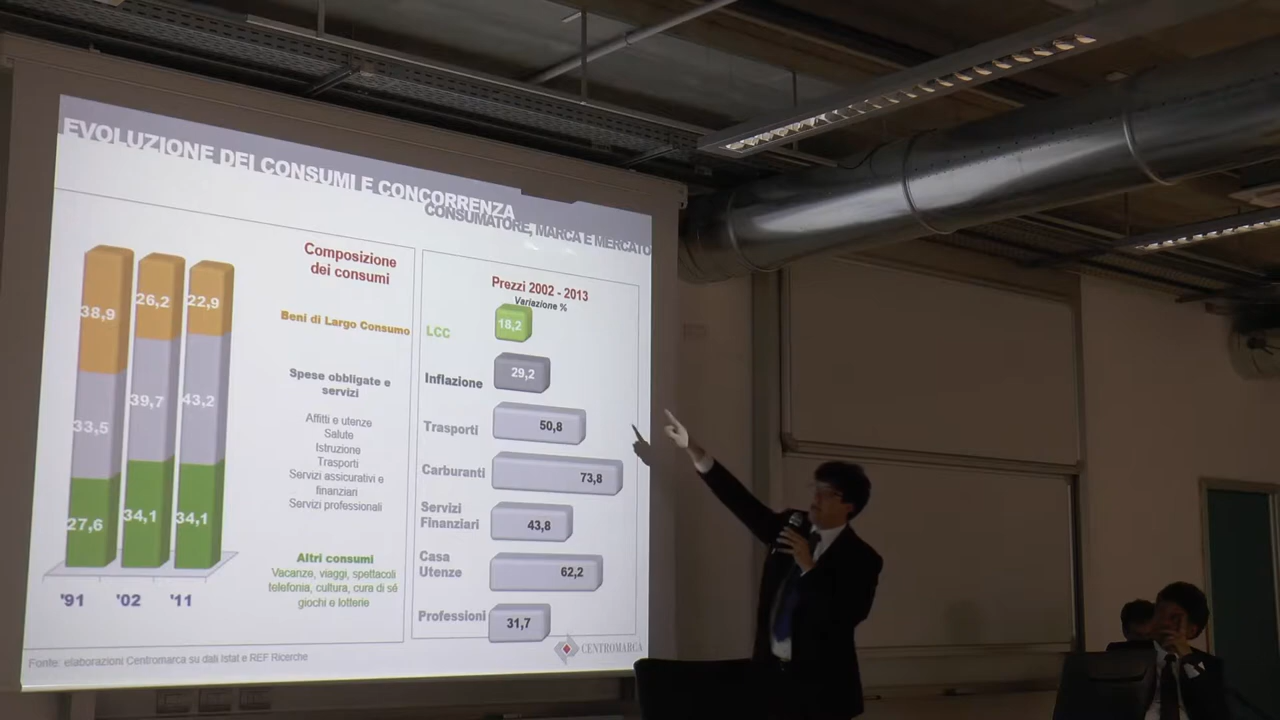 EVOLUZIONE DEI CONSUMI E CONCORRENZA
CONSUMATORE, MARCA E MERCATO
Composizione
dei consumi
38,9
26,2
22,9
Beni di Largo Consumo
33,5
39,7
43,2
Spese obbligate e
servizi
Affitti e utenze
Salute
Istruzione
Trasporti
Servizi assicurativi e
finanziari
Servizi professionali
27,6
34,1
34,1
Altri consumi
Vacanze, viaggi, spettacoli
telefonia, cultura, cura di sé
giochi e lotterie
'91
'02
'11
Prezzi 2002 - 2013
Variazione %
LCC
18,2
Inflazione
29,2
Trasporti
50,8
Carburanti
73,8
Servizi
Finanziari
43,8
Casa
Utenze
62,2
Professioni
31,7
Fonte: elaborazioni Centromarca su dati Istat e REF Ricerche
CENTROMARCA